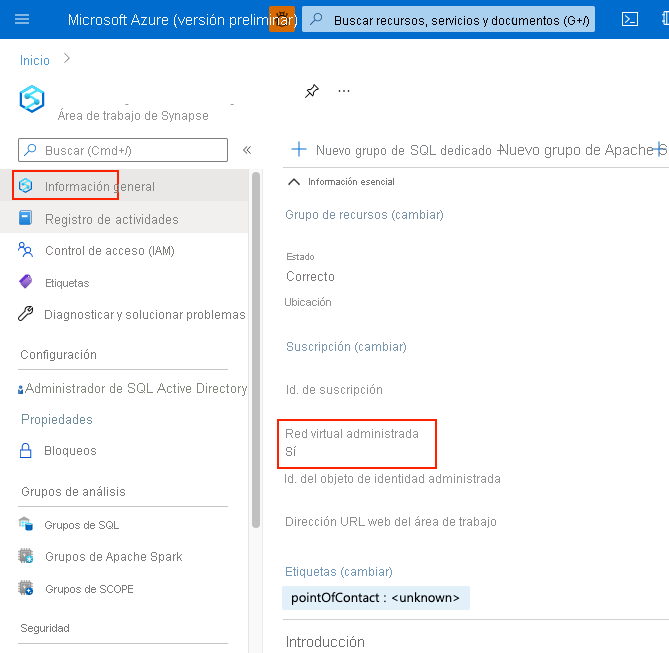 Microsoft Azure (versión preliminar)
Buscar recursos, servicios y documentos (G+/)
Inicio
Área de trabajo de Synapse
Buscar (Cmd+/)
Información general
Registro de actividades
Control de acceso (IAM)
Etiquetas
Diagnosticar y solucionar problemas
Configuración
Administrador de SQL Active Directory
Propiedades
Bloqueos
Grupos de análisis
Grupos de SQL
Grupos de Apache Spark
Grupos de SCOPE
Seguridad
Nuevo grupo de SQL dedicado
Nuevo grupo de Apache S
Información esencial
Grupo de recursos (cambiar)
Estado
Correcto
Ubicación
Suscripción (cambiar)
Id. de suscripción
Red virtual administrada
Sí
Id. del objeto de identidad administrada
Dirección URL web del área de trabajo
Etiquetas (cambiar)
pointOfContact : <unknown>
Introducción